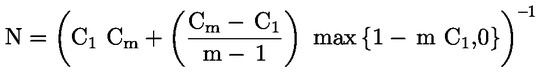 N = ( C₁ Cₘ + ( (Cₘ − C₁) / (m − 1) ) max {1 − m C₁,0} )⁻¹